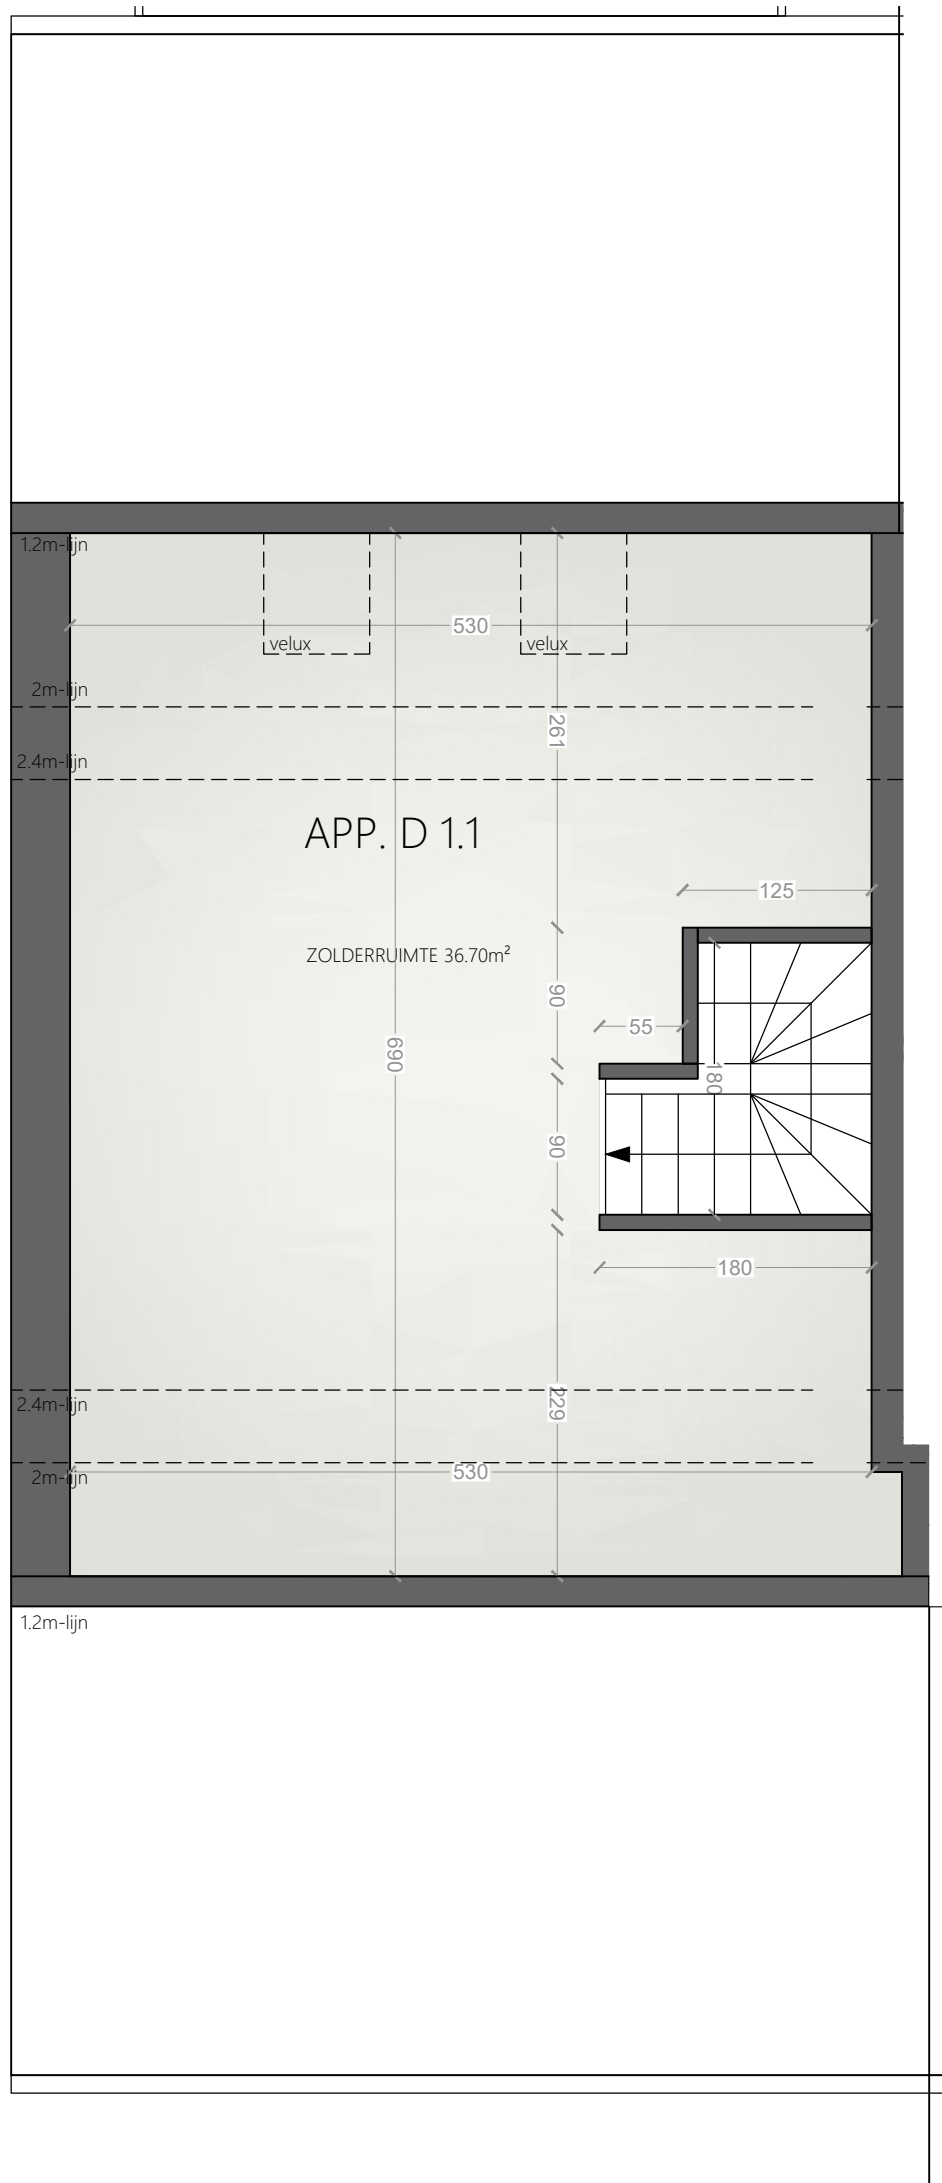 1.2m-lijn
530
velux
velux
2m-lijn
261
2.4m-lijn
APP. D 1.1
125
ZOLDERRUIMTE 36.70m²
90
55
690
180
90
180
2.4m-lijn
229
530
2m-lijn
1.2m-lijn